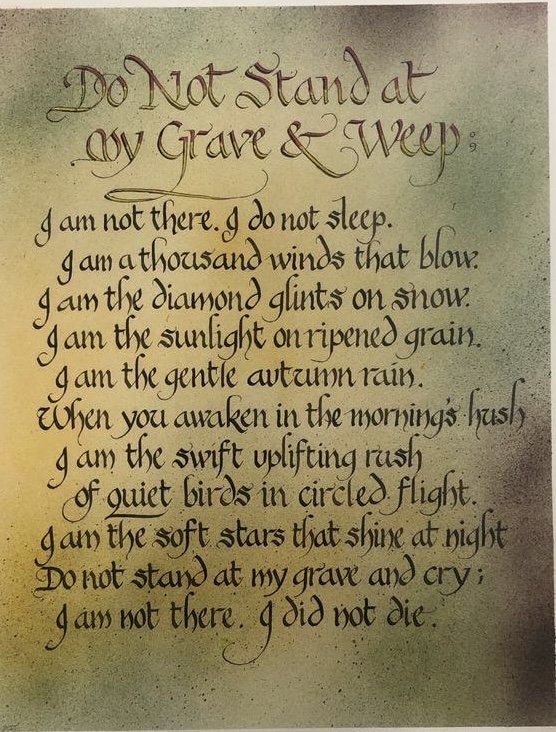 Do Not Stand at
my Grave & Weep;
I am not there. I do not sleep.
I am a thousand winds that blow.
I am the diamond glints on snow.
I am the sunlight on ripened grain.
I am the gentle autumn rain.
When you awaken in the morning's hush
I am the swift uplifting rush
of quiet birds in circled flight.
I am the soft stars that shine at night
Do not stand at my grave and cry;
I am not there. I did not die.